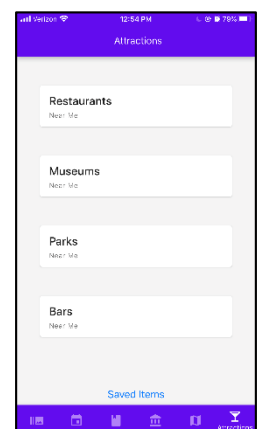 Verizon 12:54 PM 79%
Attractions
Restaurants
Near Me
Museums
Near Me
Parks
Near Me
Bars
Near Me
Saved Items
Attractions